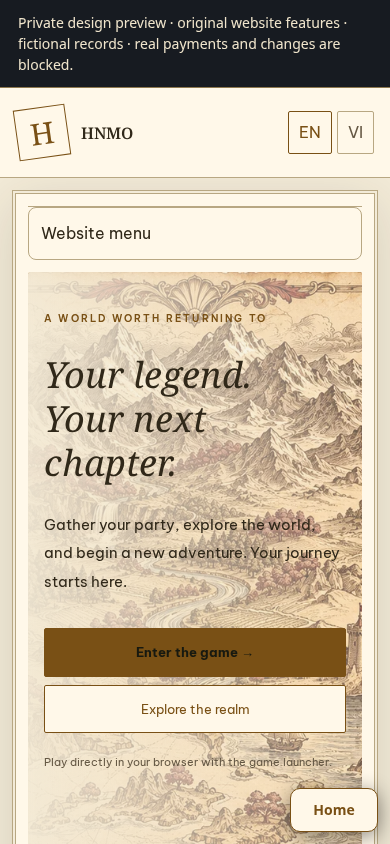 Private design preview · original website features ·
fictional records · real payments and changes are
blocked.
H
HNMO
EN
VI
Website menu
A WORLD WORTH RETURNING TO
Your legend.
Your next
chapter.
Gather your party, explore the world,
and begin a new adventure. Your journey
starts here.
Enter the game →
Explore the realm
Play directly in your browser with the game launcher.
Home